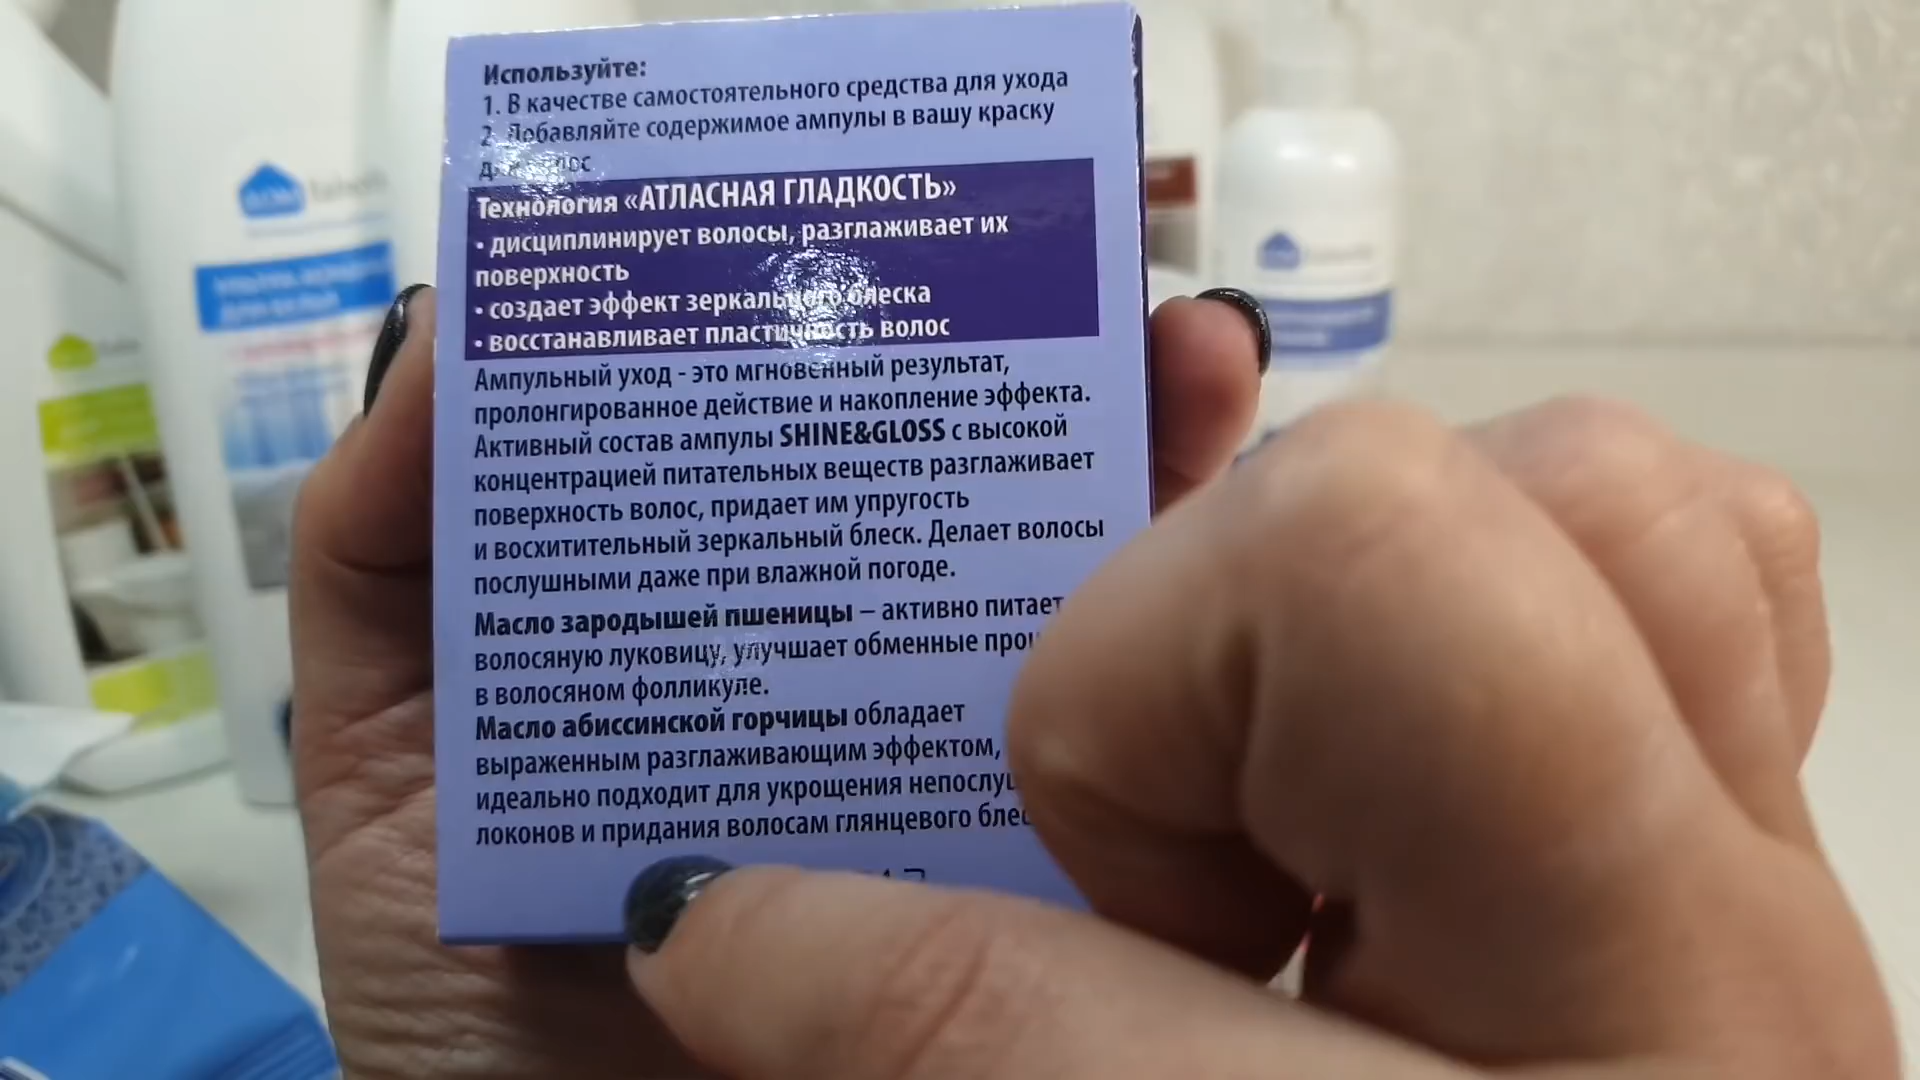 Используйте:
1. В качестве самостоятельного средства для ухода
2. Добавляйте содержимое ампулы в вашу краску
Технология «АТЛАСНАЯ ГЛАДКОСТЬ»
• дисциплинирует волосы, разглаживает их
поверхность
• создает эффект зеркального блеска
• восстанавливает пластичность волос
Ампульный уход - это мгновенный результат,
пролонгированное действие и накопление эффекта.
Активный состав ампулы SHINE&GLOSS с высокой
концентрацией питательных веществ разглаживает
поверхность волос, придает им упругость
и восхитительный зеркальный блеск. Делает волосы
послушными даже при влажной погоде.
Масло зародышей пшеницы – активно питает
волосяную луковицу, улучшает обменные
в волосяном фолликуле.
Масло абиссинской горчицы обладает
выраженным разглаживающим эффектом,
идеально подходит для укрощения
локонов и придания волосам глянцевого